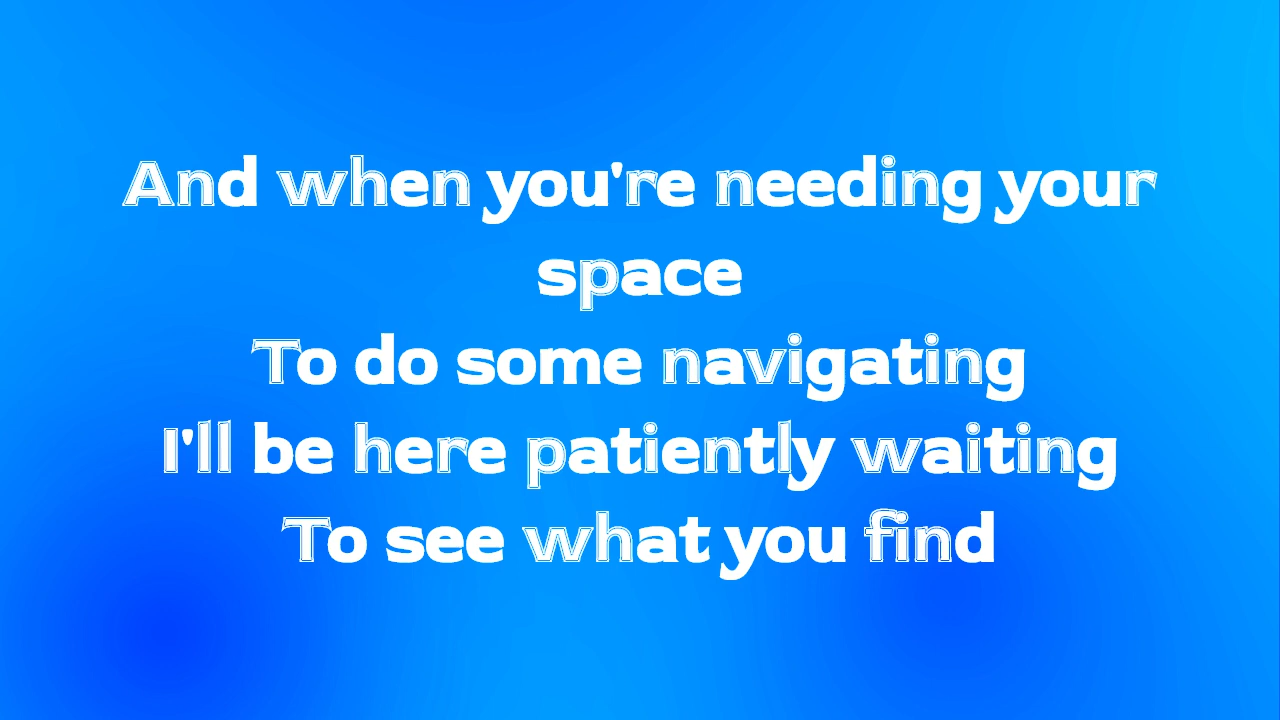 And when you're needing your
space
To do some navigating
I'll be here patiently waiting
To see what you find